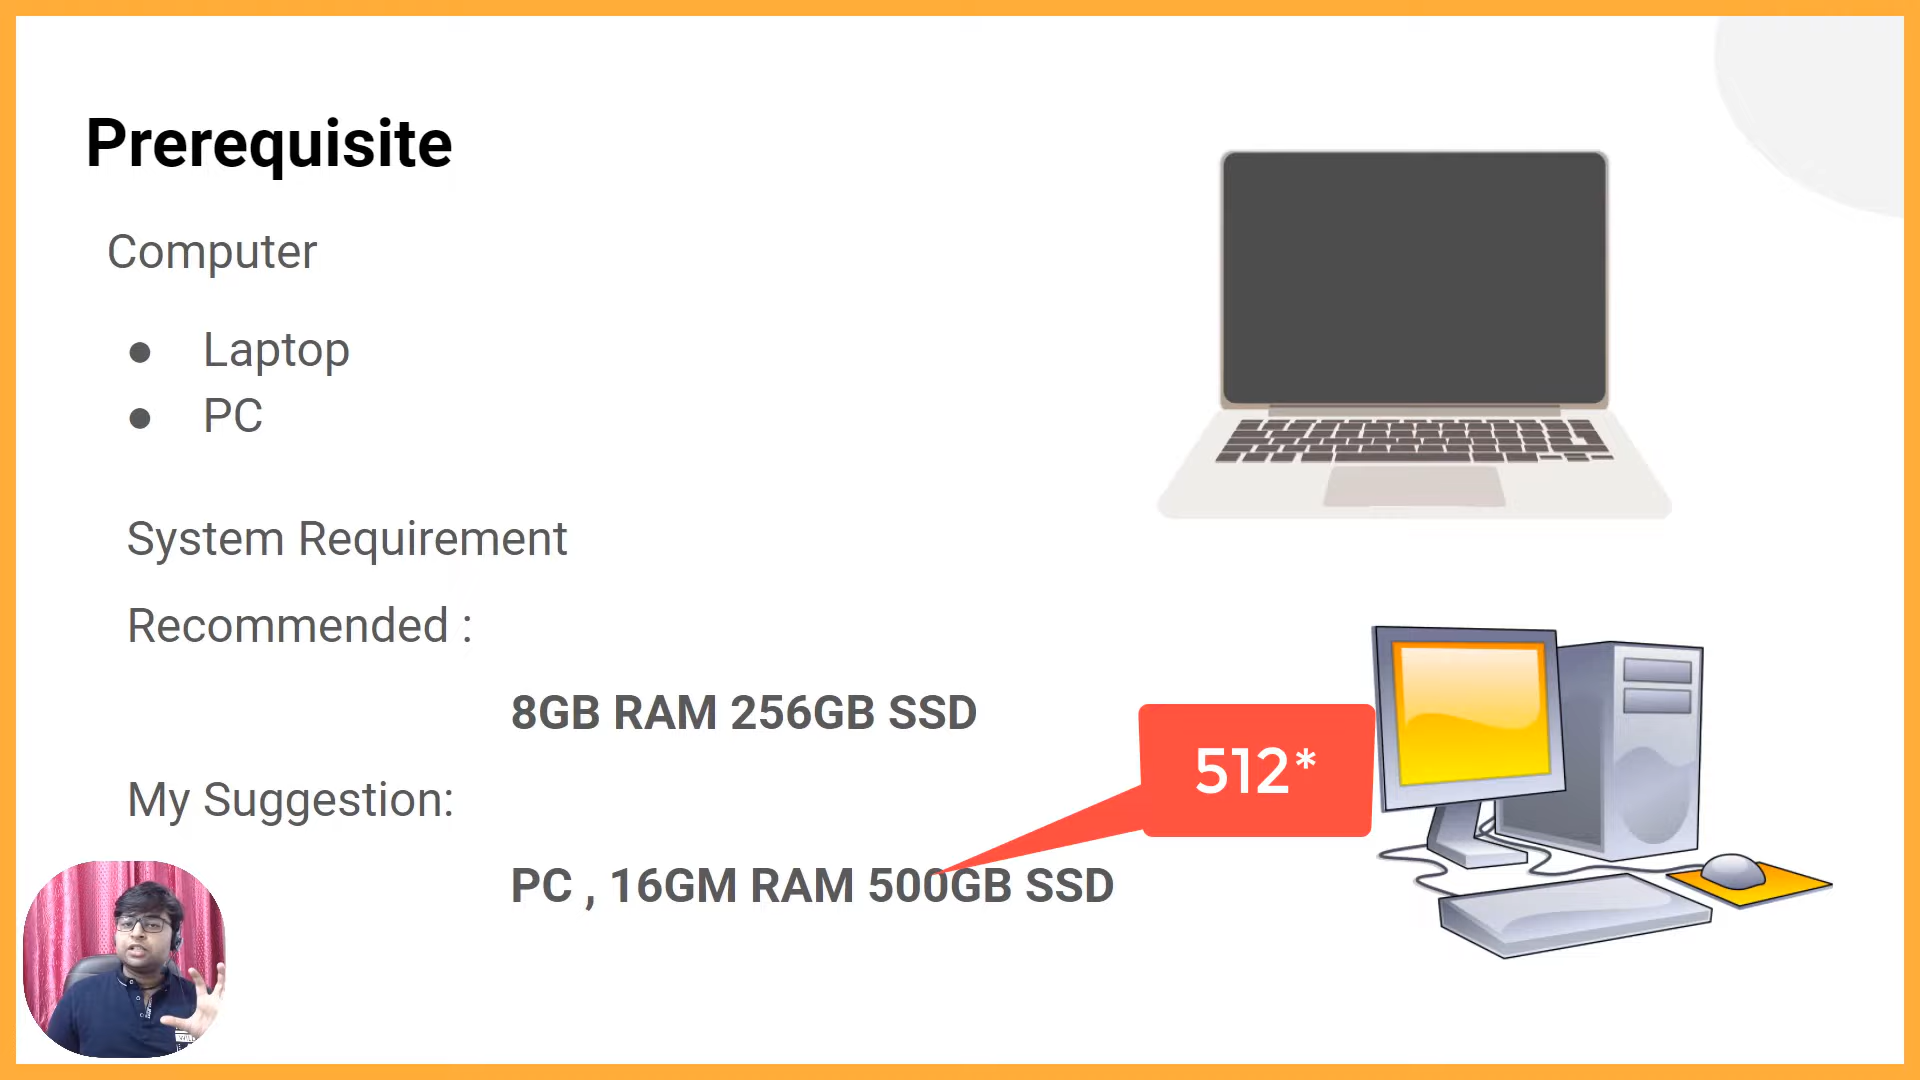 Prerequisite
Computer
● Laptop
● PC
System Requirement
Recommended :
8GB RAM 256GB SSD
512*
My Suggestion:
PC , 16GM RAM 500GB SSD